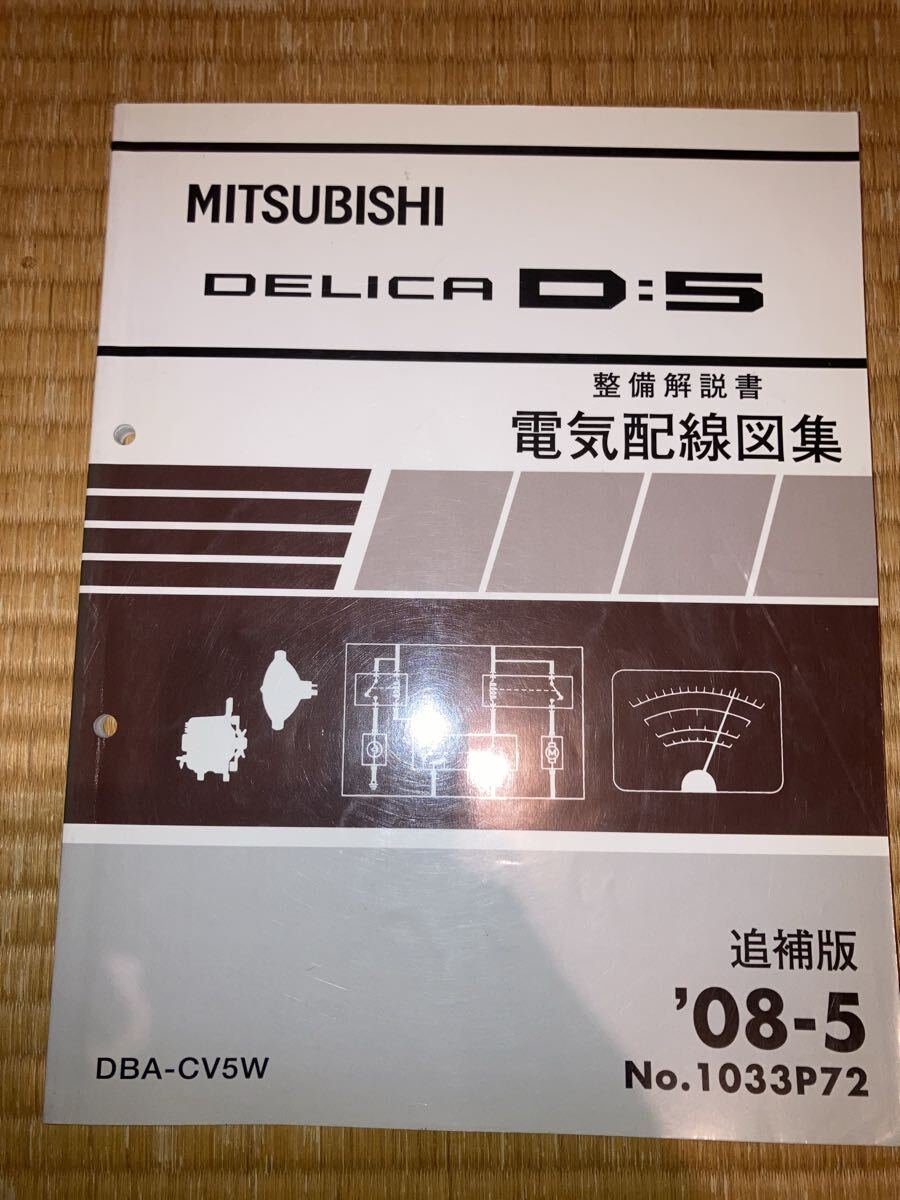 MITSUBISHI
DELICA D:5
整備解説書
電気配線図集
M
追補版
'08-5
DBA-CV5W
No.1033P72